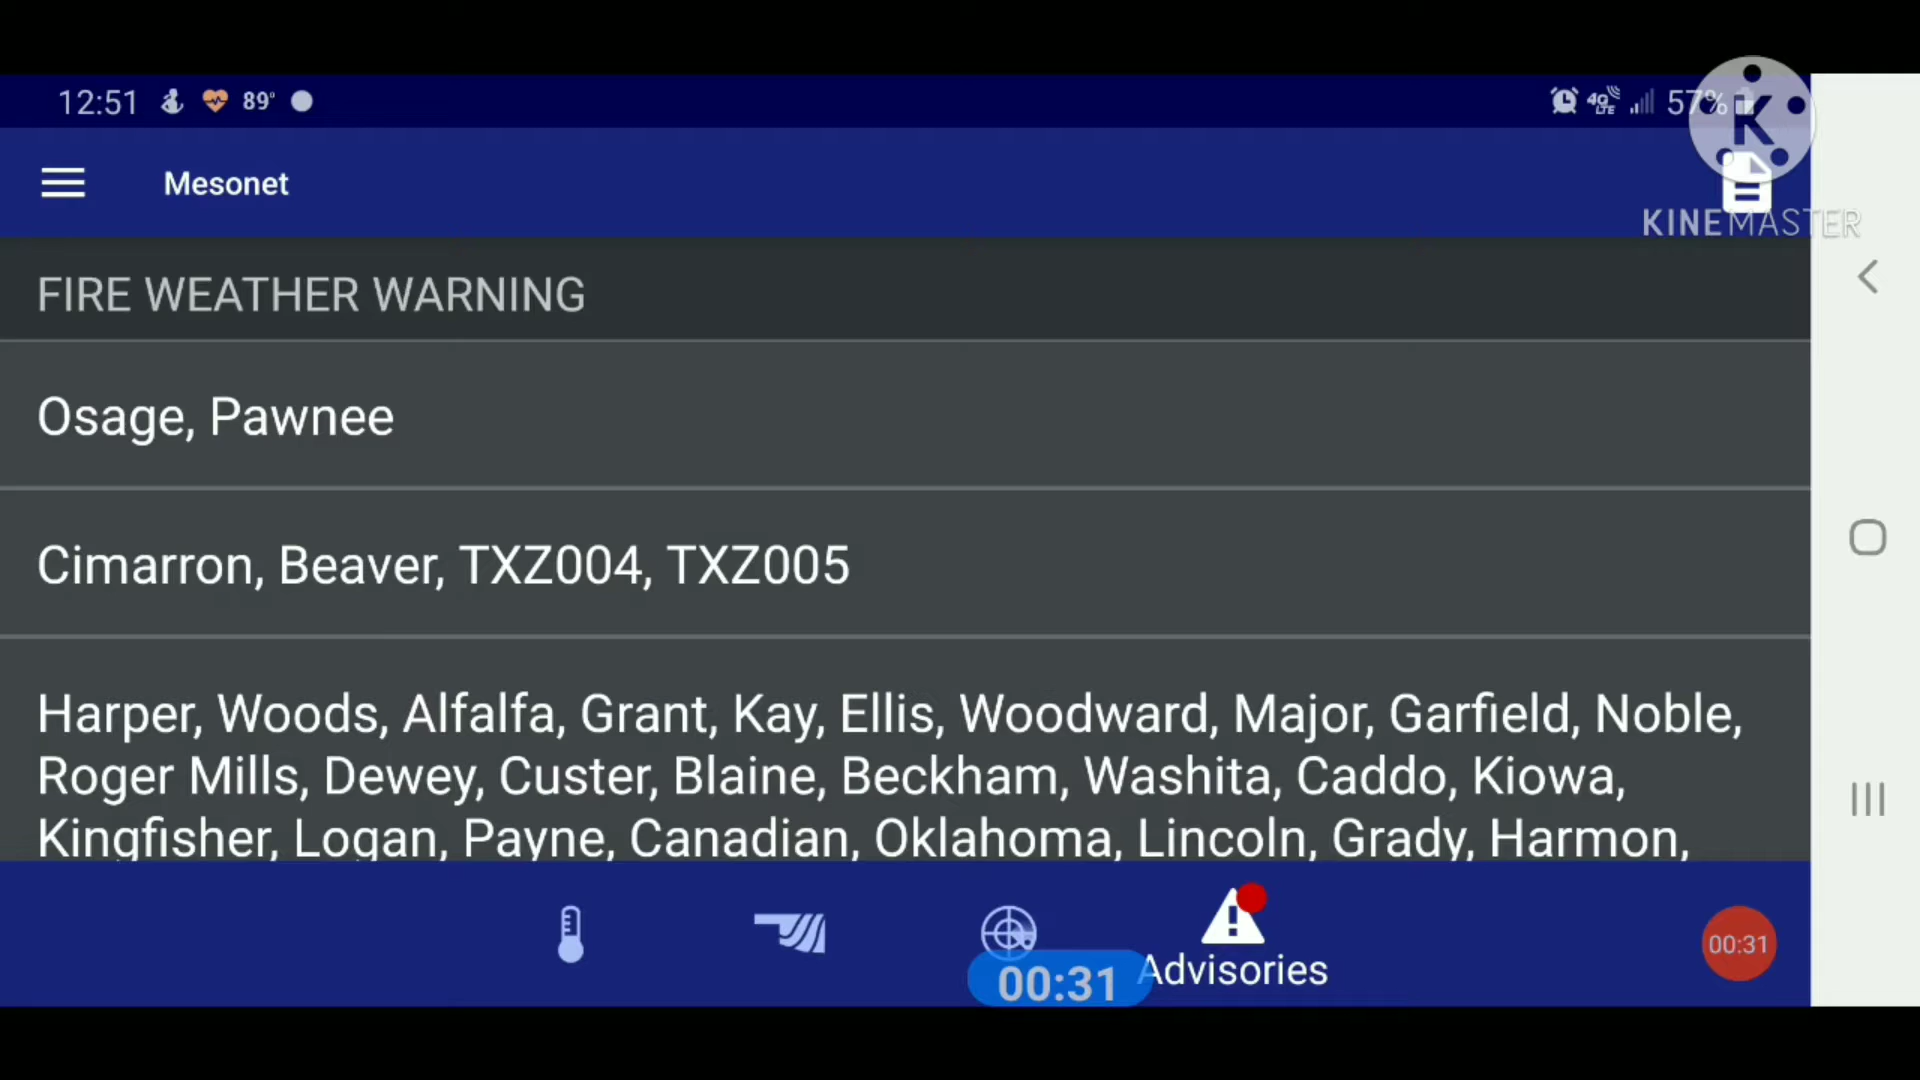 12:51 89° 4G LTE 57%
Mesonet
KINEMASTER
FIRE WEATHER WARNING
Osage, Pawnee
Cimarron, Beaver, TXZ004, TXZ005
Harper, Woods, Alfalfa, Grant, Kay, Ellis, Woodward, Major, Garfield, Noble,
Roger Mills, Dewey, Custer, Blaine, Beckham, Washita, Caddo, Kiowa,
Kingfisher, Logan, Payne, Canadian, Oklahoma, Lincoln, Grady, Harmon,
00:31
Advisories
00:31